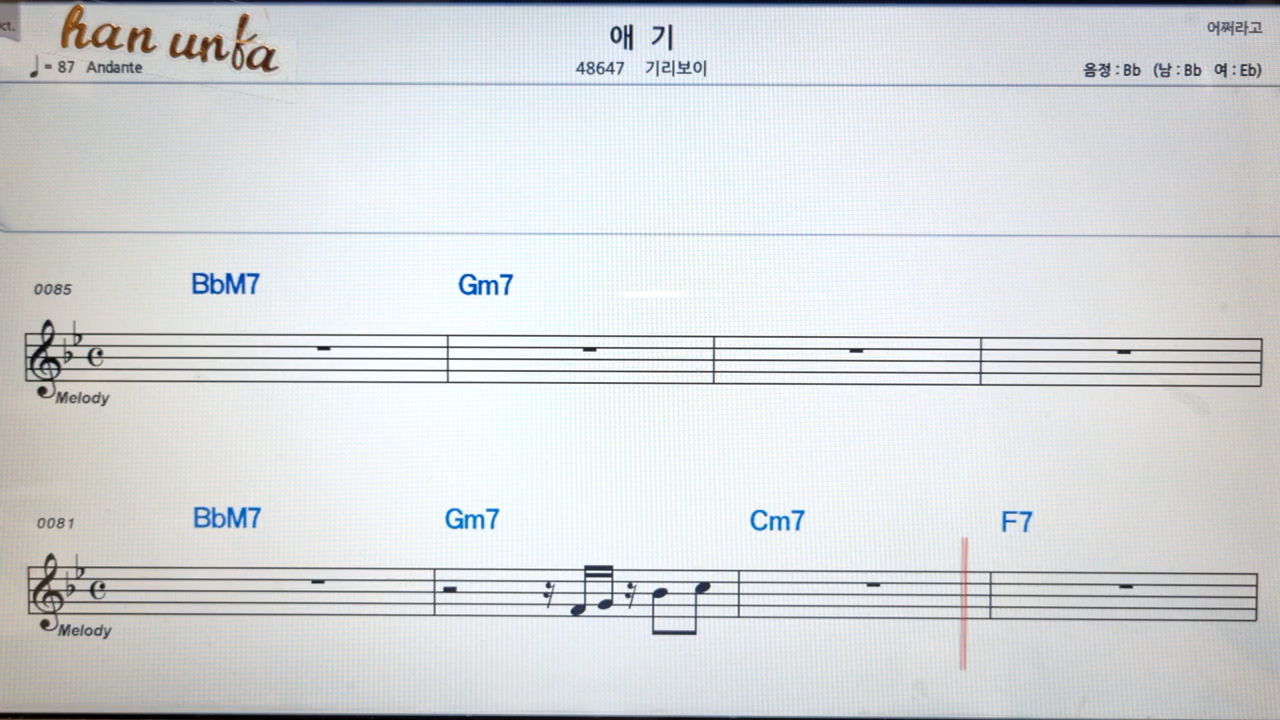 ct.
han unfa
애 기
어쩌라고
♩= 87 Andante
48647 기리보이
음정 : Bb (남 : Bb 여 : Eb)
0085
BbM7 Gm7
Melody
0081
BbM7 Gm7 Cm7 F7
Melody